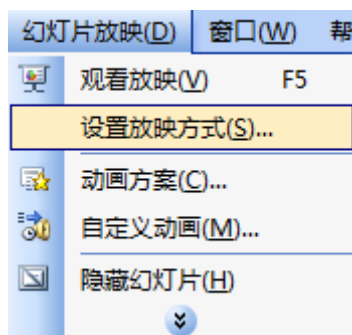 幻灯片放映(D) 窗口(W) 帮
观看放映(V) F5
设置放映方式(S)...
动画方案(C)...
自定义动画(M)...
隐藏幻灯片(H)